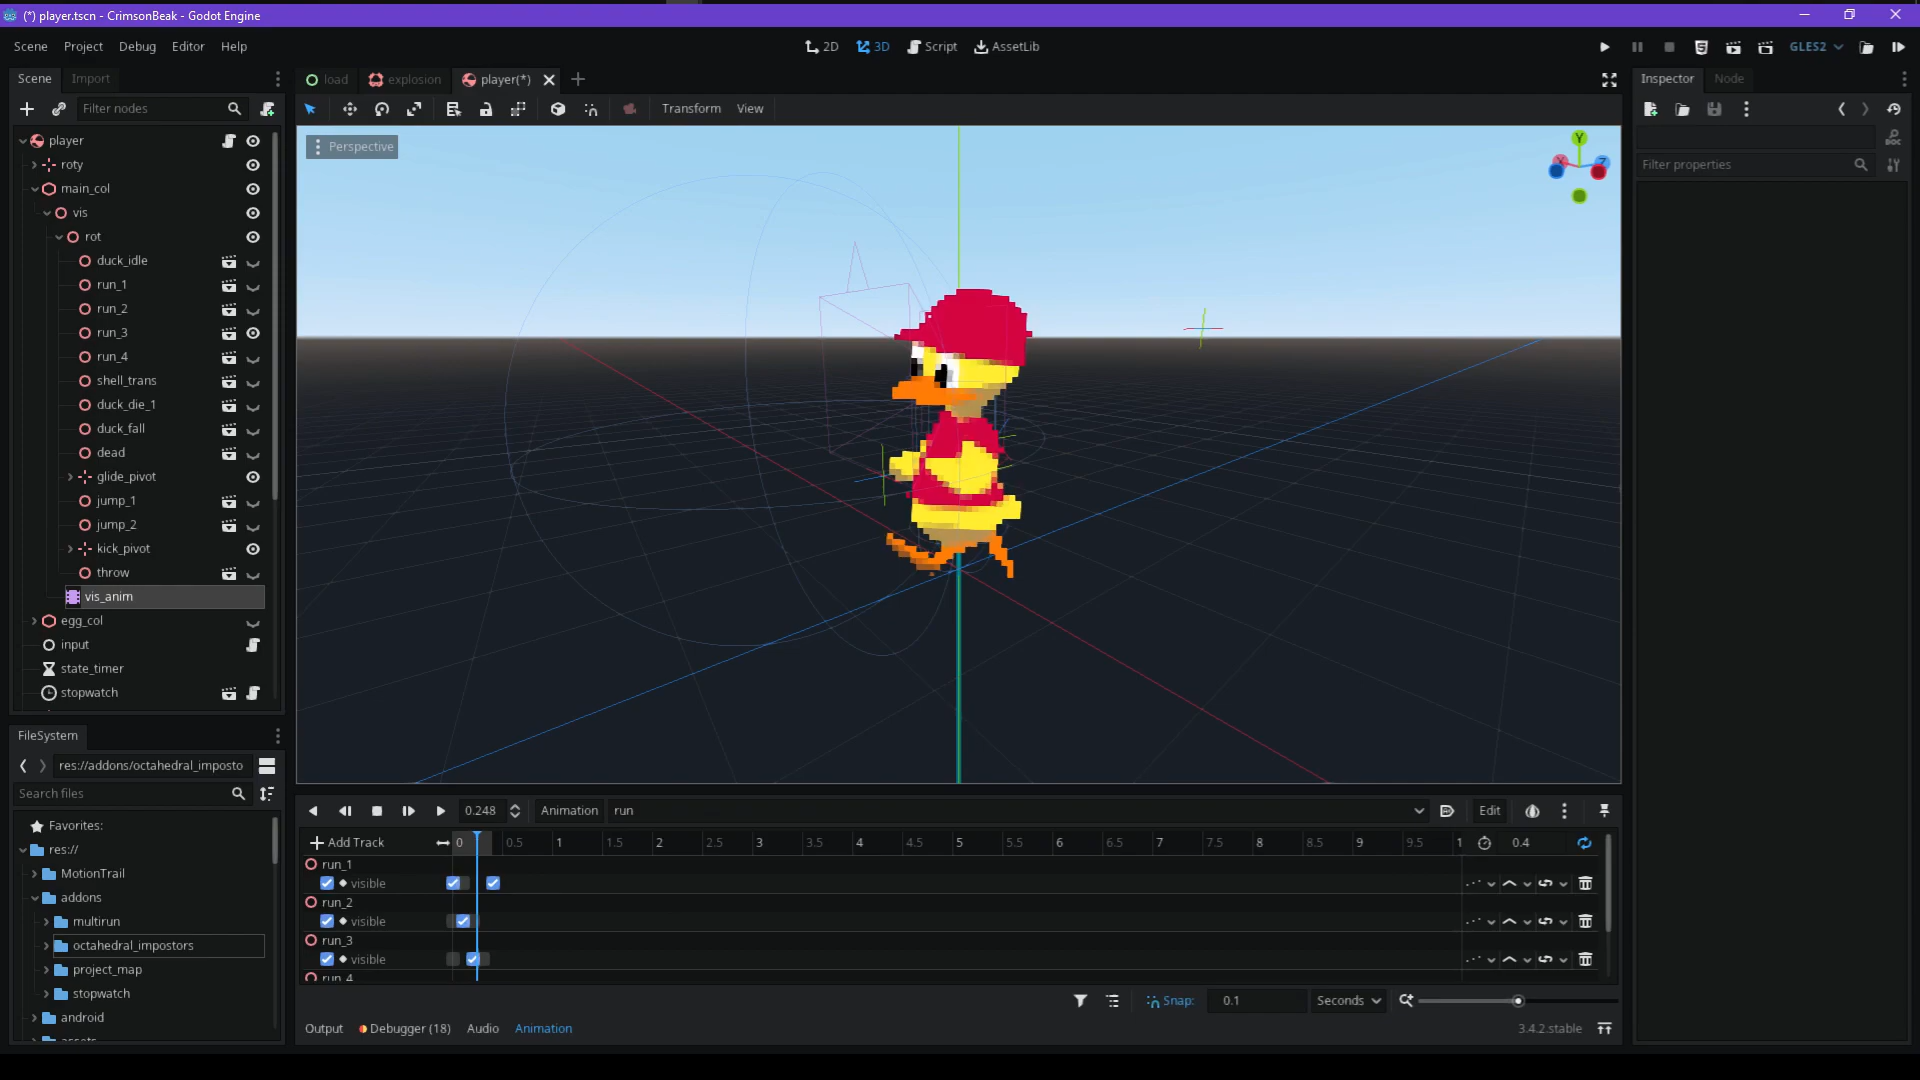 (*) player.tscn - CrimsonBeak - Godot Engine
Scene Project Debug Editor Help
2D 3D Script AssetLib
GLES2
Scene Import
load explosion player(*)
Inspector Node
Filter nodes
Transform View
Perspective
Y
X
Z
DOC
Filter properties
player
roty
main_col
vis
rot
duck_idle
run_1
run_2
run_3
run_4
shell_trans
duck_die_1
duck_fall
dead
glide_pivot
jump_1
jump_2
kick_pivot
throw
vis_anim
egg_col
input
state_timer
stopwatch
FileSystem
res://addons/octahedral_imposto
Search files
Favorites:
res://
MotionTrail
addons
multirun
octahedral_impostors
project_map
stopwatch
android
assets
0.248 Animation run Edit
Add Track 0 0.5 1 1.5 2 2.5 3 3.5 4 4.5 5 5.5 6 6.5 7 7.5 8 8.5 9 9.5 1 0.4
run_1
visible
run_2
visible
run_3
visible
run_4
Snap: 0.1 Seconds
Output Debugger (18) Audio Animation
3.4.2.stable